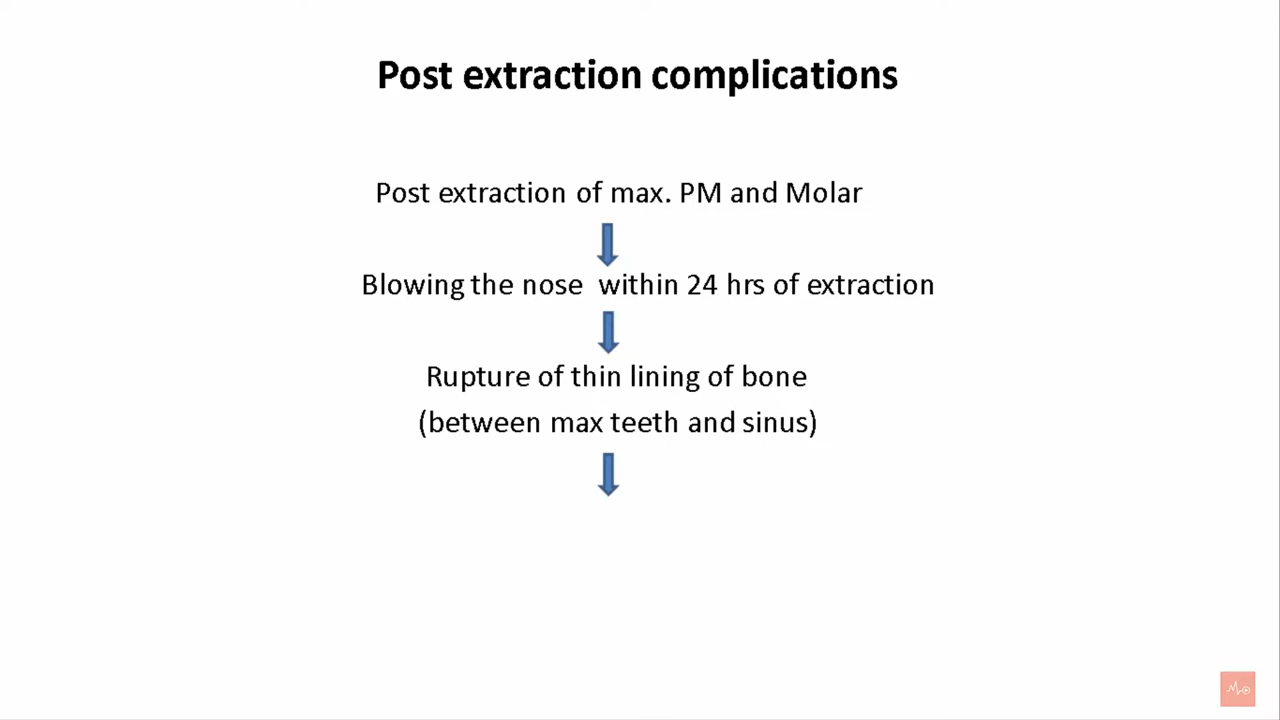 Post extraction complications
Post extraction of max. PM and Molar
Blowing the nose within 24 hrs of extraction
Rupture of thin lining of bone
(between max teeth and sinus)